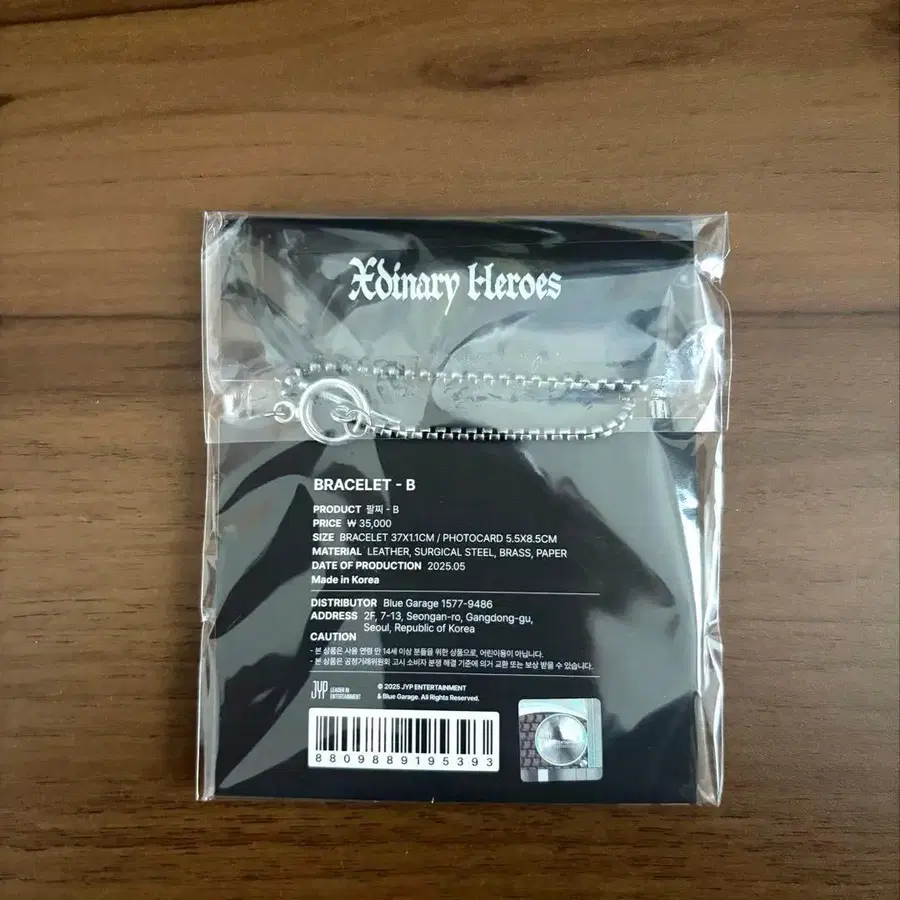 Xdinary Heroes
BRACELET - B
PRODUCT 팔찌 - B
PRICE ₩ 35,000
SIZE BRACELET 37X1.1CM / PHOTOCARD 5.5X8.5CM
MATERIAL LEATHER, SURGICAL STEEL, BRASS, PAPER
DATE OF PRODUCTION 2025.05
Made in Korea
DISTRIBUTOR Blue Garage 1577-9486
ADDRESS 2F, 7-13, Seongan-ro, Gangdong-gu,
Seoul, Republic of Korea
CAUTION
- 본 상품은 사용 연령 만 14세 이상 분들을 위한 상품으로, 어린이용이 아닙니다.
- 본 상품은 공정거래위원회 고시 소비자 분쟁 해결 기준에 의거 교환 또는 보상 받을 수 있습니다.
JYP LEADER IN
ENTERTAINMENT
© 2025 JYP ENTERTAINMENT
& Blue Garage. All Rights Reserved.
8809889195393